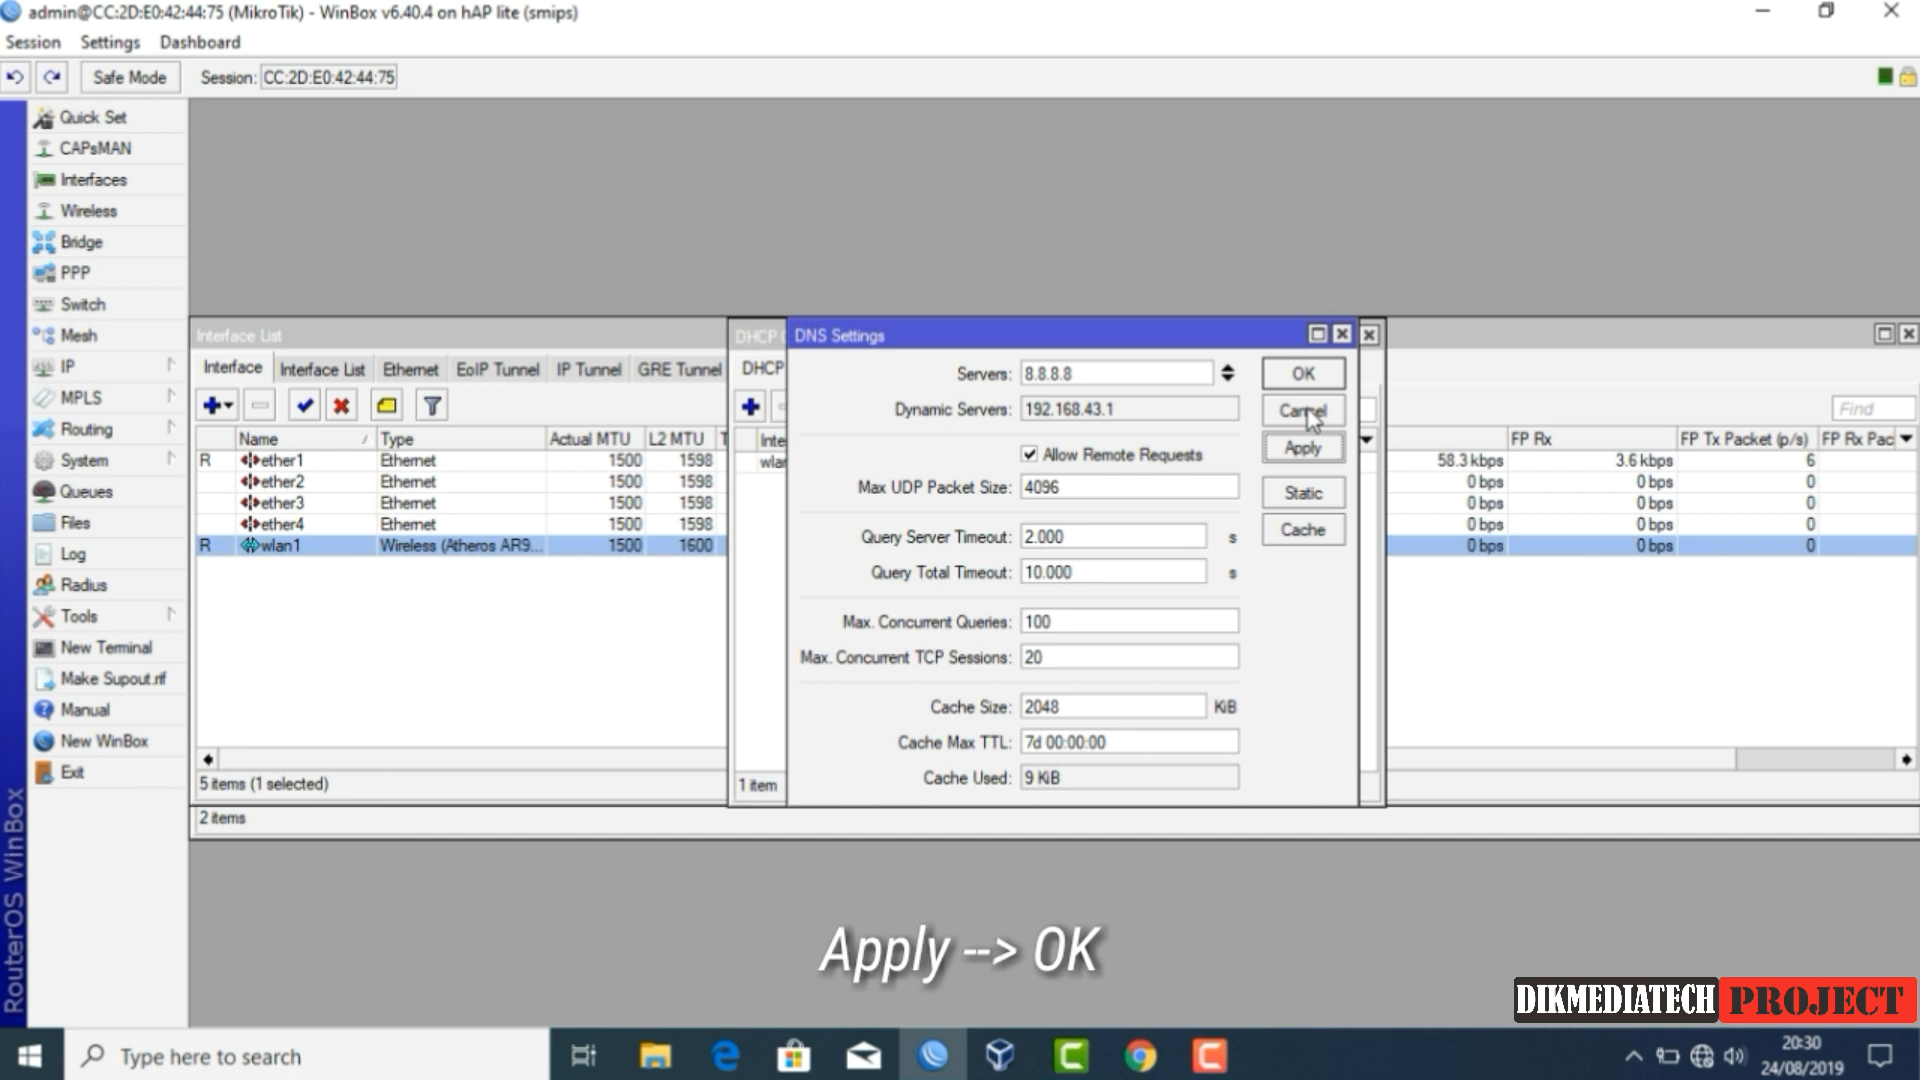 admin@CC:2D:E0:42:44:75 (MikroTik) - WinBox v6.40.4 on hAP lite (smips)
Session Settings Dashboard
Safe Mode Session: CC:2D:E0:42:44:75
Quick Set
CAPsMAN
Interfaces
Wireless
Bridge
PPP
Switch
Mesh
IP
MPLS
Routing
System
Queues
Files
Log
Radius
Tools
New Terminal
Make Supout.rif
Manual
New WinBox
Exit
RouterOS WinBox
Interface List
Interface Interface List Ethernet EoIP Tunnel IP Tunnel GRE Tunnel
Name / Type Actual MTU L2 MTU
R ether1 Ethernet 1500 1598
ether2 Ethernet 1500 1598
ether3 Ethernet 1500 1598
ether4 Ethernet 1500 1598
R wlan1 Wireless (Atheros AR9... 1500 1600
5 items (1 selected)
2 items
DHCP
DHCP
1 item
DNS Settings
Servers: 8.8.8.8
Dynamic Servers: 192.168.43.1
Allow Remote Requests
Max UDP Packet Size: 4096
Query Server Timeout: 2.000 s
Query Total Timeout: 10.000 s
Max. Concurrent Queries: 100
Max. Concurrent TCP Sessions: 20
Cache Size: 2048 KiB
Cache Max TTL: 7d 00:00:00
Cache Used: 9 KiB
OK
Cancel
Apply
Static
Cache
Find
FP Rx FP Tx Packet (p/s) FP Rx Pac
58.3 kbps 3.6 kbps 6
0 bps 0 bps 0
0 bps 0 bps 0
0 bps 0 bps 0
0 bps 0 bps 0
Apply --> OK
DIKMEDIATECH PROJECT
Type here to search
20:30
24/08/2019